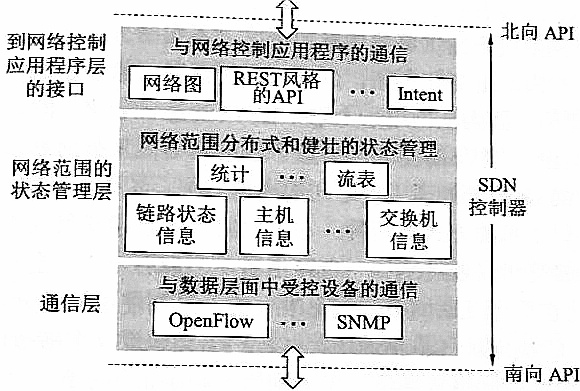 北向 API
到网络控制
应用程序层
的接口
与网络控制应用程序的通信
网络图
REST风格
的API
···
Intent
网络范围的
状态管理层
网络范围分布式和健壮的状态管理
统计
···
流表
链路状态
信息
主机
信息
···
交换机
信息
SDN
控制器
通信层
与数据层面中受控设备的通信
OpenFlow
···
SNMP
南向 API